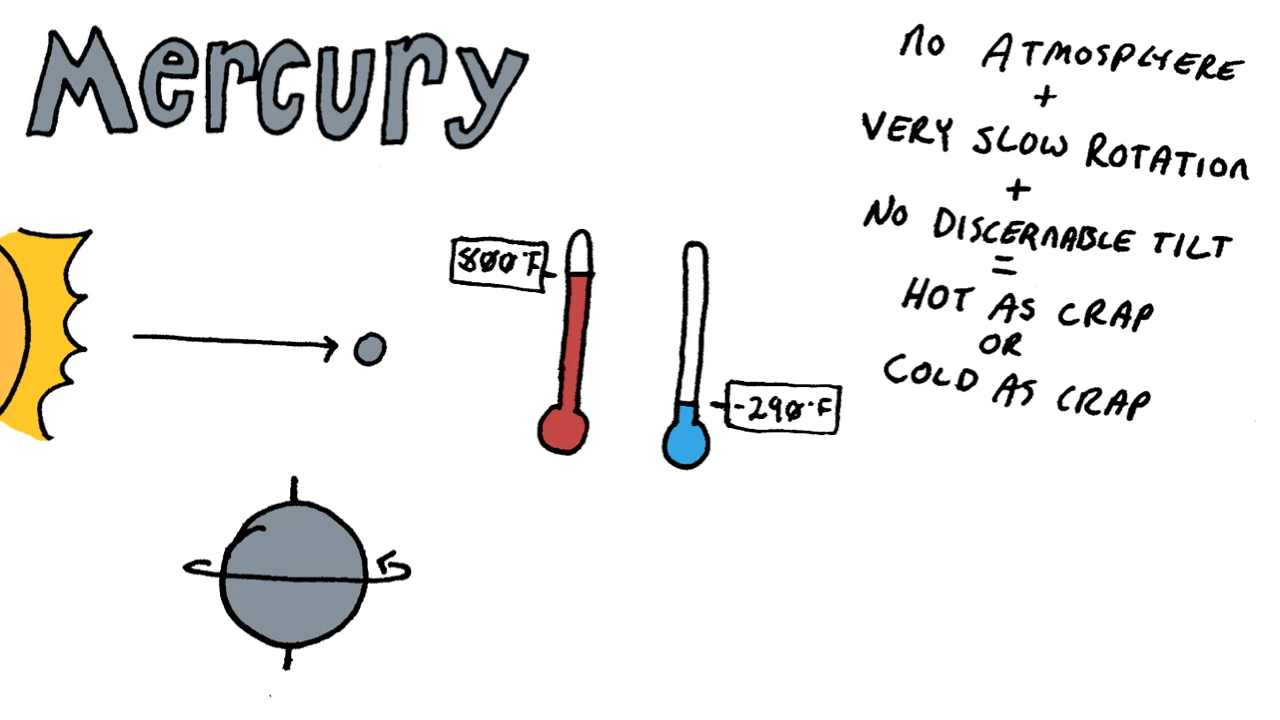 Mercury
no ATMOSPHERE
+
VERY SLOW ROTATION
+
NO DISCERNABLE TILT
=
HOT AS CRAP
OR
COLD AS CRAP
800°F
-290°F